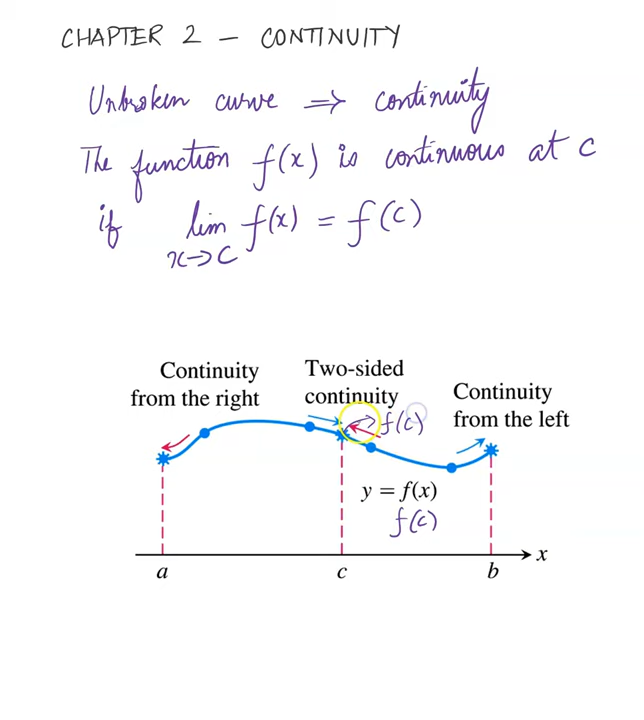 CHAPTER 2 – CONTINUITY
Unbroken curve ⇒ continuity
The function f(x) is continuous at c
if lim f(x) = f(c)
x→c
Continuity
from the right
Two-sided
continuity
Continuity
from the left
f(c)
y = f(x)
f(c)
x
a
c
b